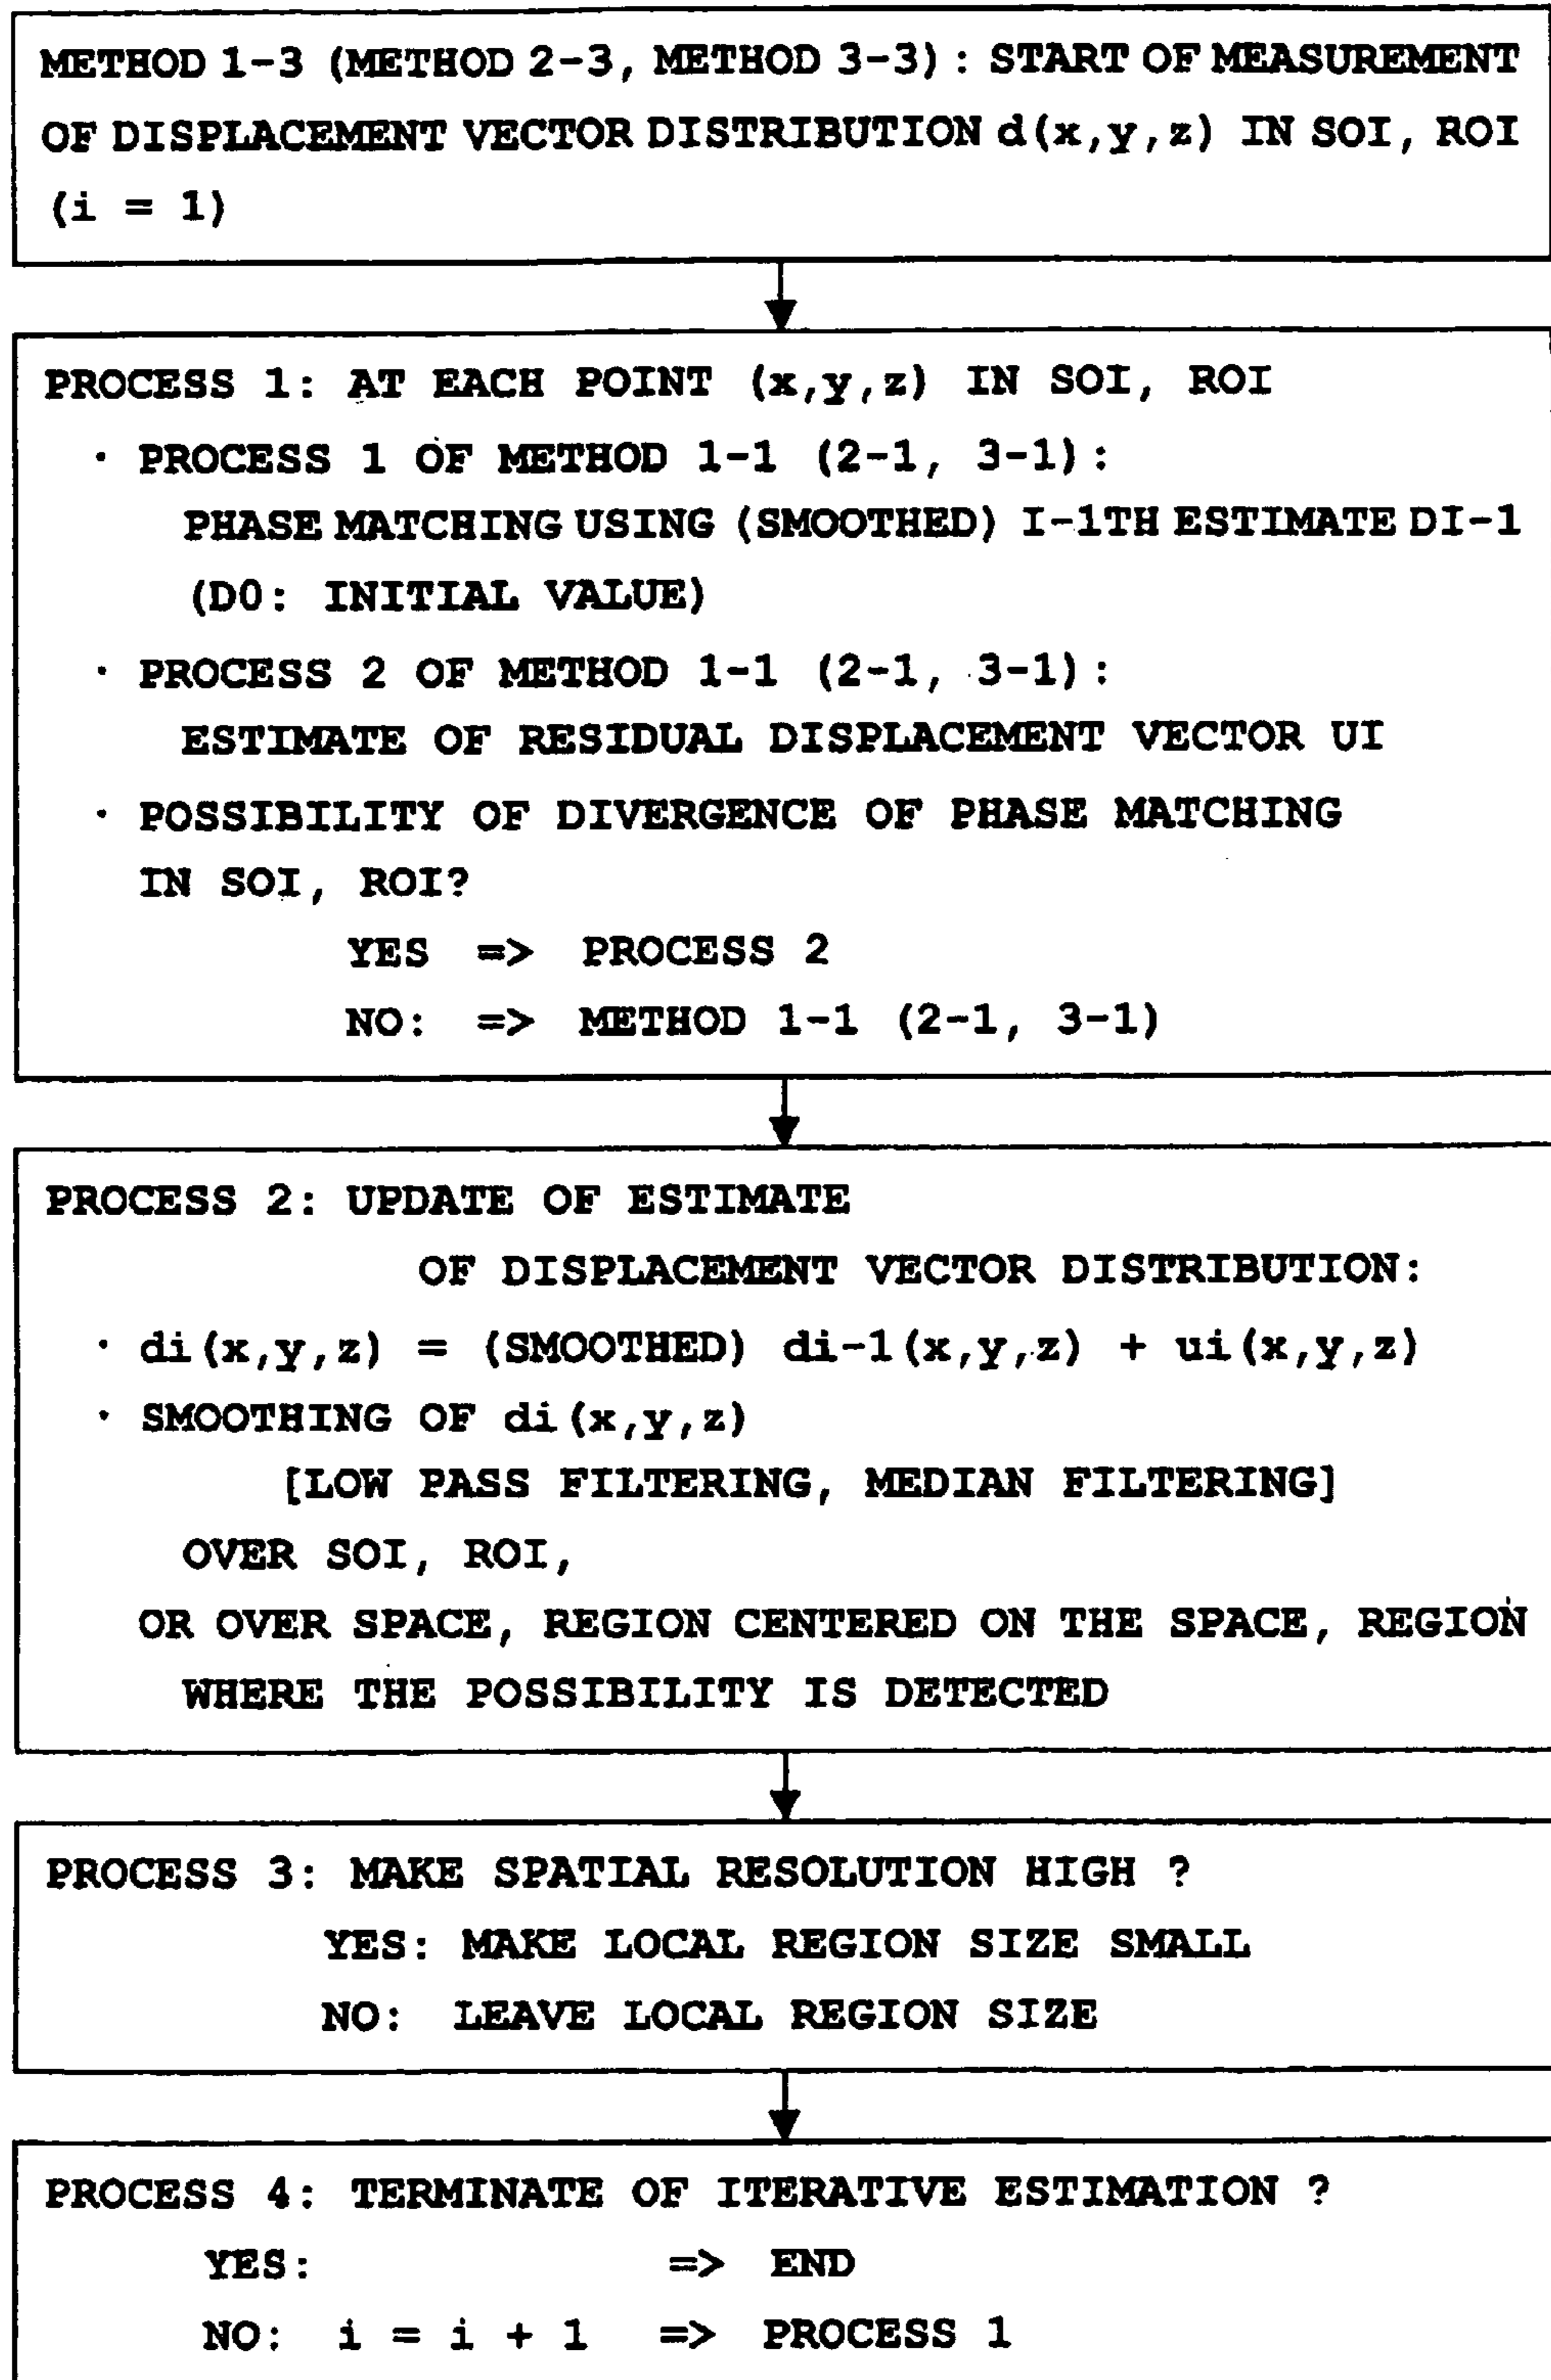 METHOD 1-3 (METHOD 2-3, METHOD 3-3) : START OF MEASUREMENT
OF DISPLACEMENT VECTOR DISTRIBUTION d(x,y,z) IN SOI, ROI
(i = 1)
PROCESS 1: AT EACH POINT (x,y,z) IN SOI, ROI
· PROCESS 1 OF METHOD 1-1 (2-1, 3-1) :
PHASE MATCHING USING (SMOOTHED) I-1TH ESTIMATE DI-1
(D0: INITIAL VALUE)
· PROCESS 2 OF METHOD 1-1 (2-1, 3-1) :
ESTIMATE OF RESIDUAL DISPLACEMENT VECTOR UI
· POSSIBILITY OF DIVERGENCE OF PHASE MATCHING
IN SOI, ROI?
YES => PROCESS 2
NO: => METHOD 1-1 (2-1, 3-1)
PROCESS 2: UPDATE OF ESTIMATE
OF DISPLACEMENT VECTOR DISTRIBUTION:
· di(x,y,z) = (SMOOTHED) di-1(x,y,z) + ui(x,y,z)
· SMOOTHING OF di(x,y,z)
[LOW PASS FILTERING, MEDIAN FILTERING]
OVER SOI, ROI,
OR OVER SPACE, REGION CENTERED ON THE SPACE, REGION
WHERE THE POSSIBILITY IS DETECTED
PROCESS 3: MAKE SPATIAL RESOLUTION HIGH ?
YES: MAKE LOCAL REGION SIZE SMALL
NO: LEAVE LOCAL REGION SIZE
PROCESS 4: TERMINATE OF ITERATIVE ESTIMATION ?
YES: => END
NO: i = i + 1 => PROCESS 1